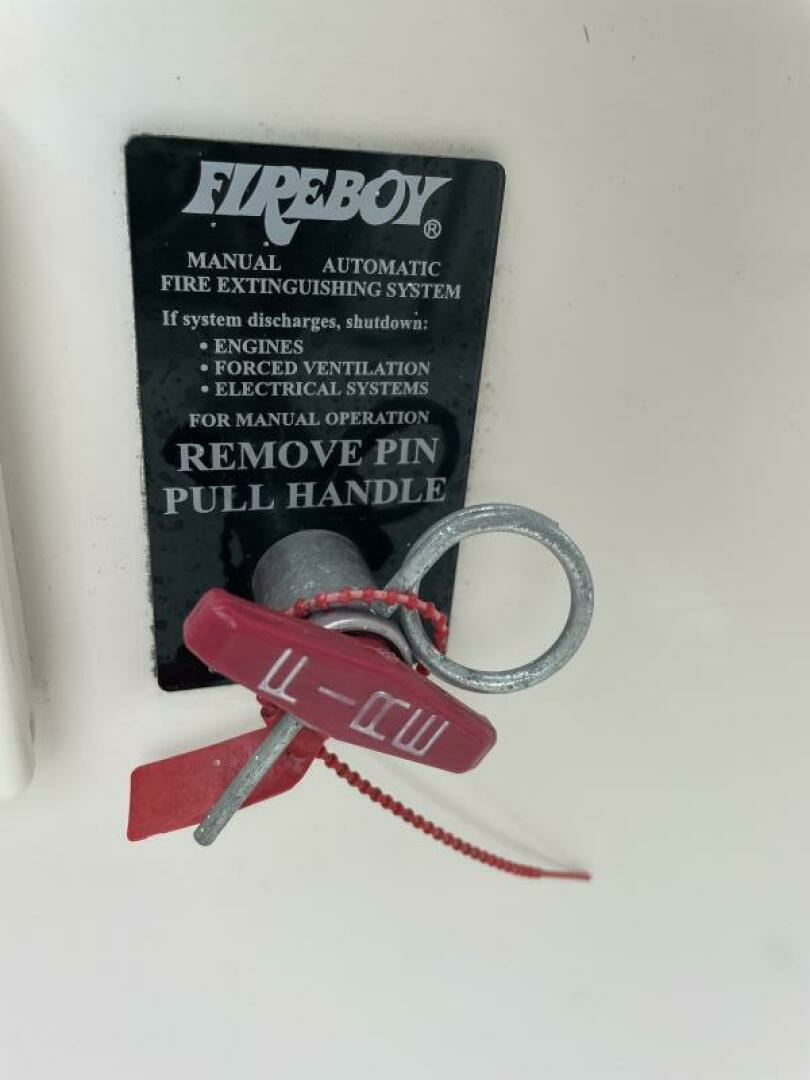 FIREBOY®
MANUAL AUTOMATIC
FIRE EXTINGUISHING SYSTEM
If system discharges, shutdown:
• ENGINES
• FORCED VENTILATION
• ELECTRICAL SYSTEMS
FOR MANUAL OPERATION
REMOVE PIN
PULL HANDLE
FIRE